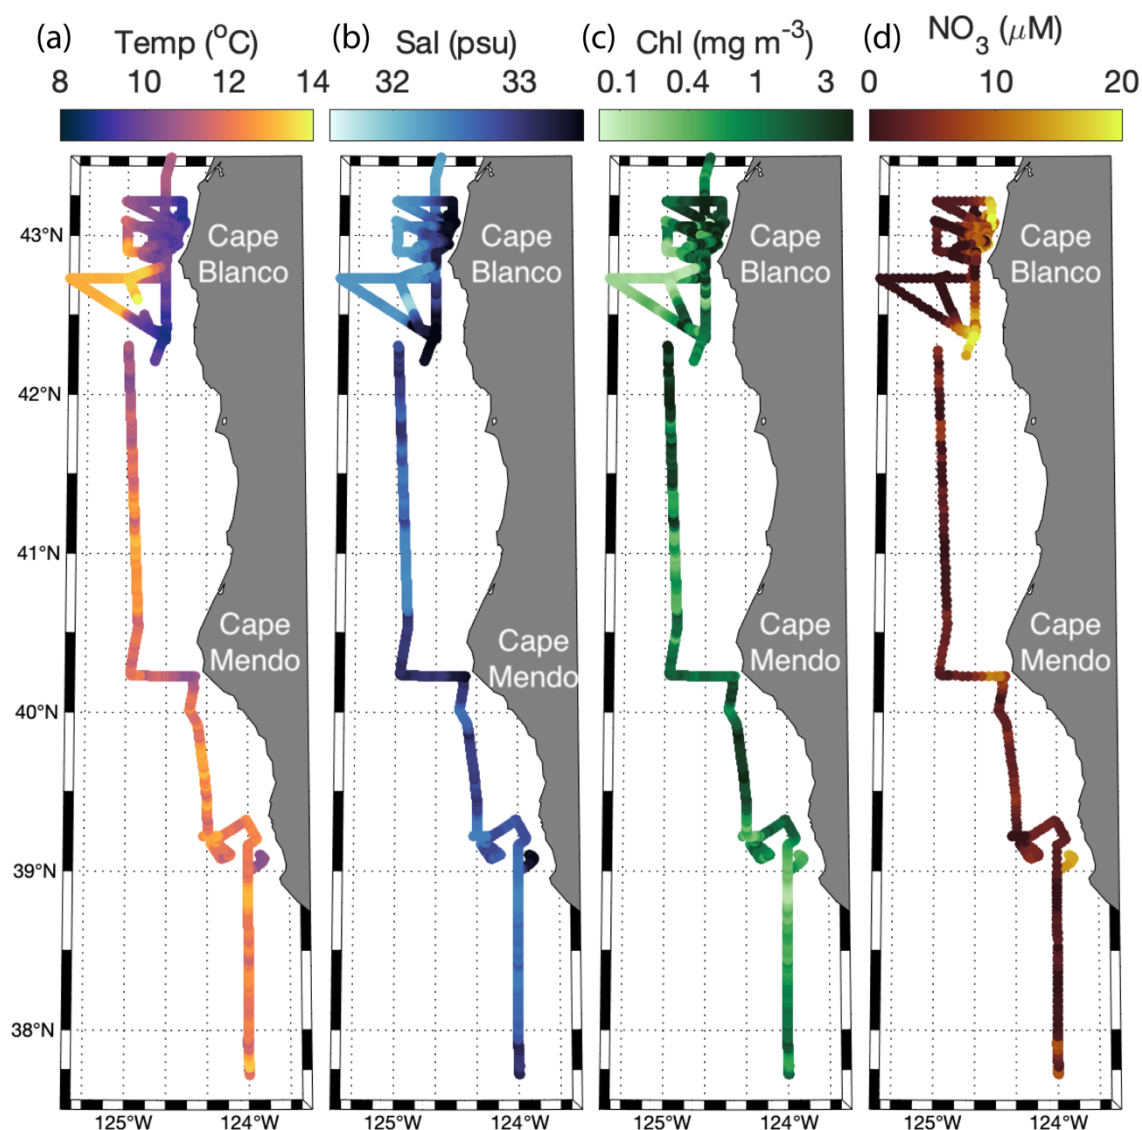 (a) Temp (°C)
8 10 12 14
(b) Sal (psu)
32 33
(c) Chl (mg m⁻³)
0.1 0.4 1 3
(d) NO₃ (μM)
0 10 20
43°N
42°N
41°N
40°N
39°N
38°N
Cape
Blanco
Cape
Mendo
125°W 124°W
Cape
Blanco
Cape
Mendo
125°W 124°W
Cape
Blanco
Cape
Mendo
125°W 124°W
Cape
Blanco
Cape
Mendo
125°W 124°W